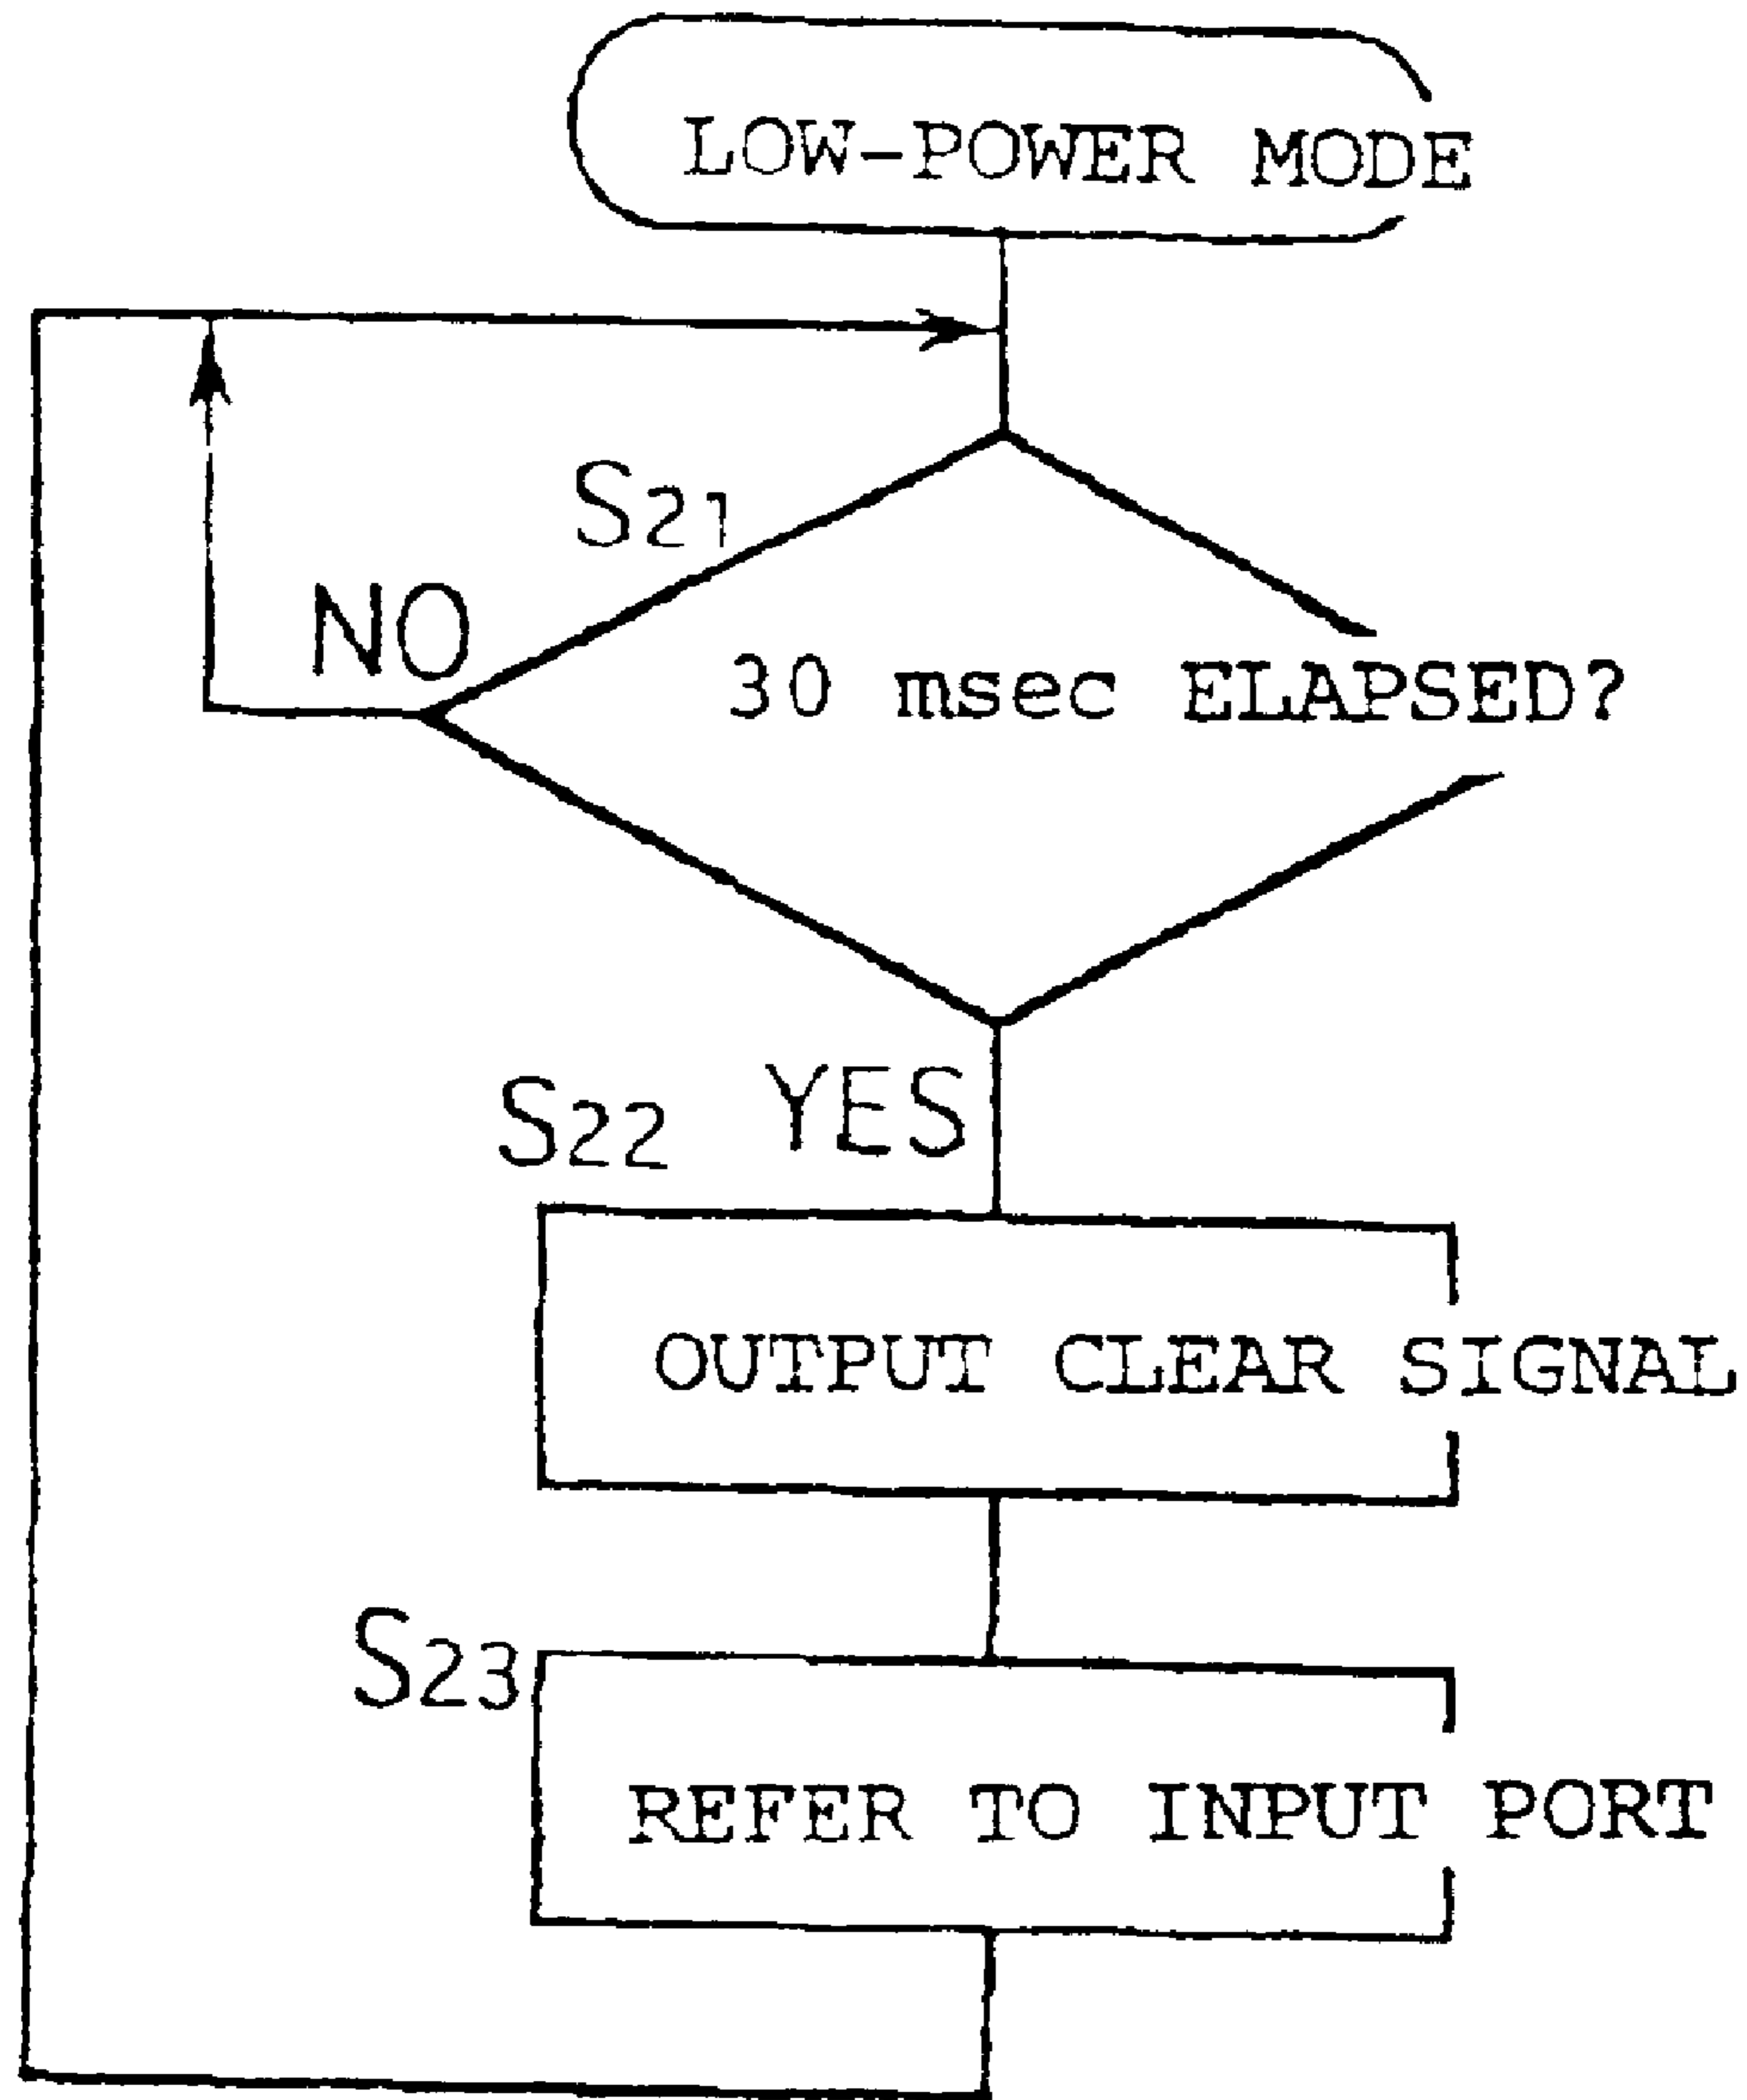 LOW-POWER MODE
S21
NO
30 msec ELAPSED?
YES
S22
OUTPUT CLEAR SIGNAL
S23
REFER TO INPUT PORT